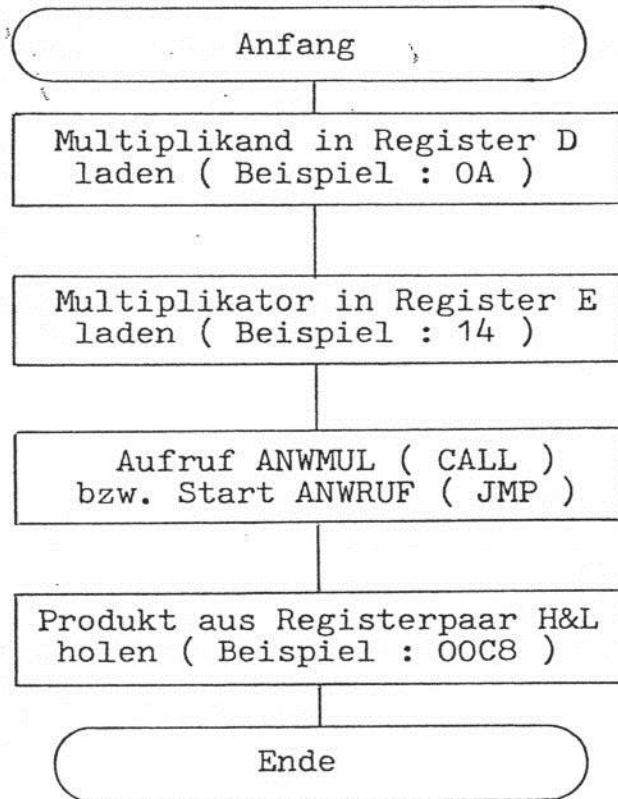 Anfang
Multiplikand in Register D
laden ( Beispiel : 0A )
Multiplikator in Register E
laden ( Beispiel : 14 )
Aufruf ANWMUL ( CALL )
bzw. Start ANWRUF ( JMP )
Produkt aus Registerpaar H&L
holen ( Beispiel : 00C8 )
Ende